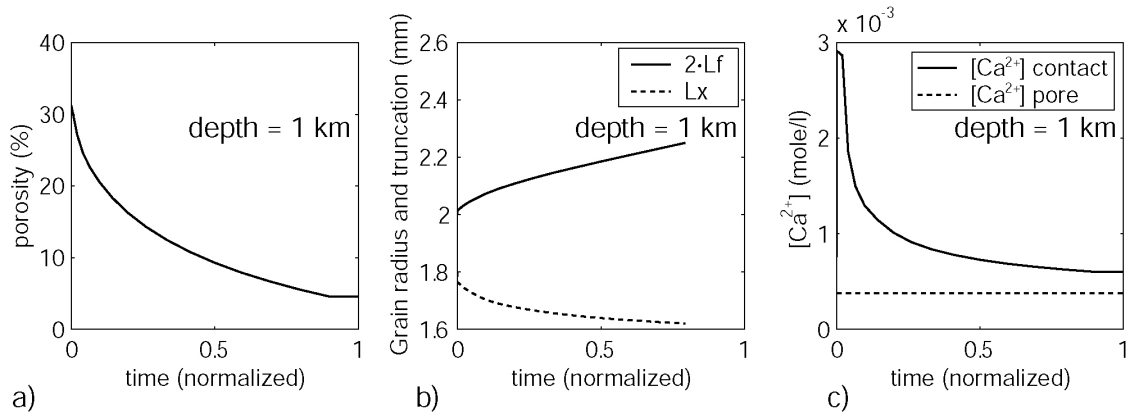 40
30
20
10
0
porosity (%)
depth = 1 km
0
0.5
1
time (normalized)
a)
2.6
2.4
2.2
2
1.8
1.6
Grain radius and truncation (mm)
2·Lf
Lx
depth = 1 km
0
0.5
1
time (normalized)
b)
x 10⁻³
3
2
1
0
[Ca²⁺] (mole/l)
[Ca²⁺] contact
[Ca²⁺] pore
depth = 1 km
0
0.5
1
time (normalized)
c)